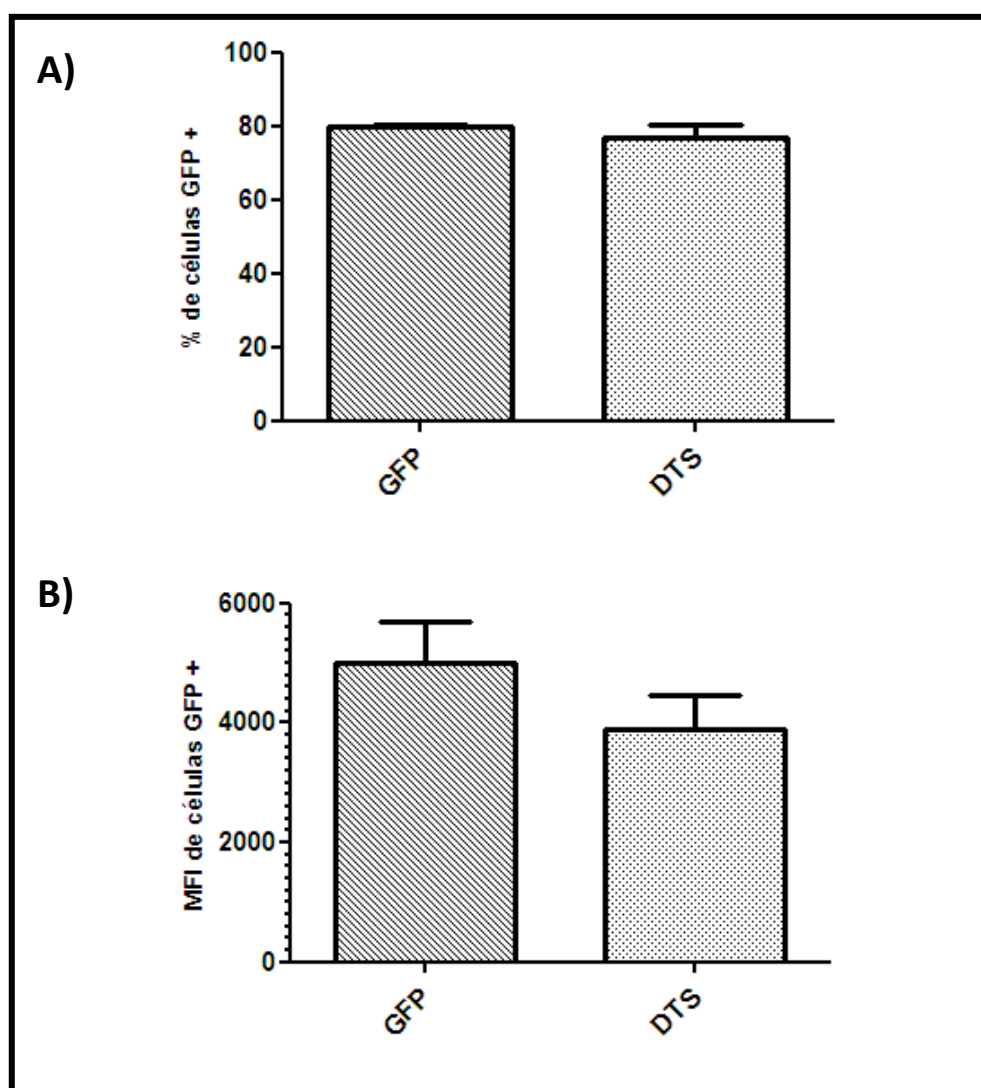 A)
% de células GFP +
100
80
60
40
20
0
GFP
DTS
B)
MFI de células GFP +
6000
4000
2000
0
GFP
DTS